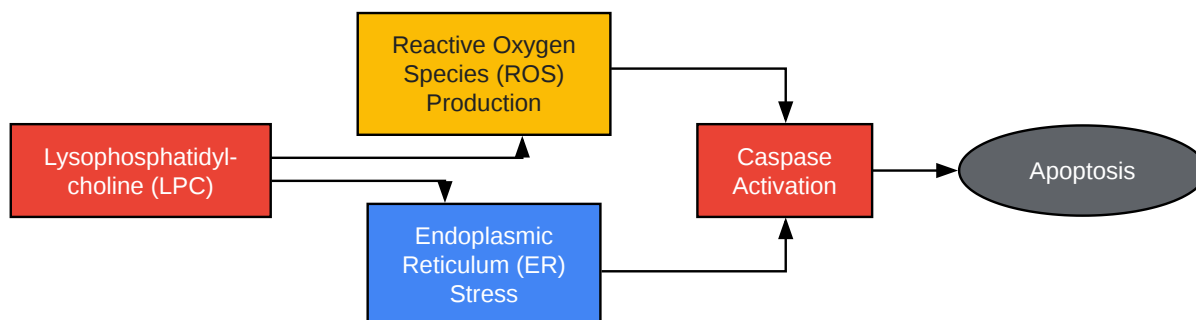 Reactive Oxygen
Species (ROS)
Production
Lysophosphatidyl-
choline (LPC)
Caspase
Activation
Apoptosis
Endoplasmic
Reticulum (ER)
Stress